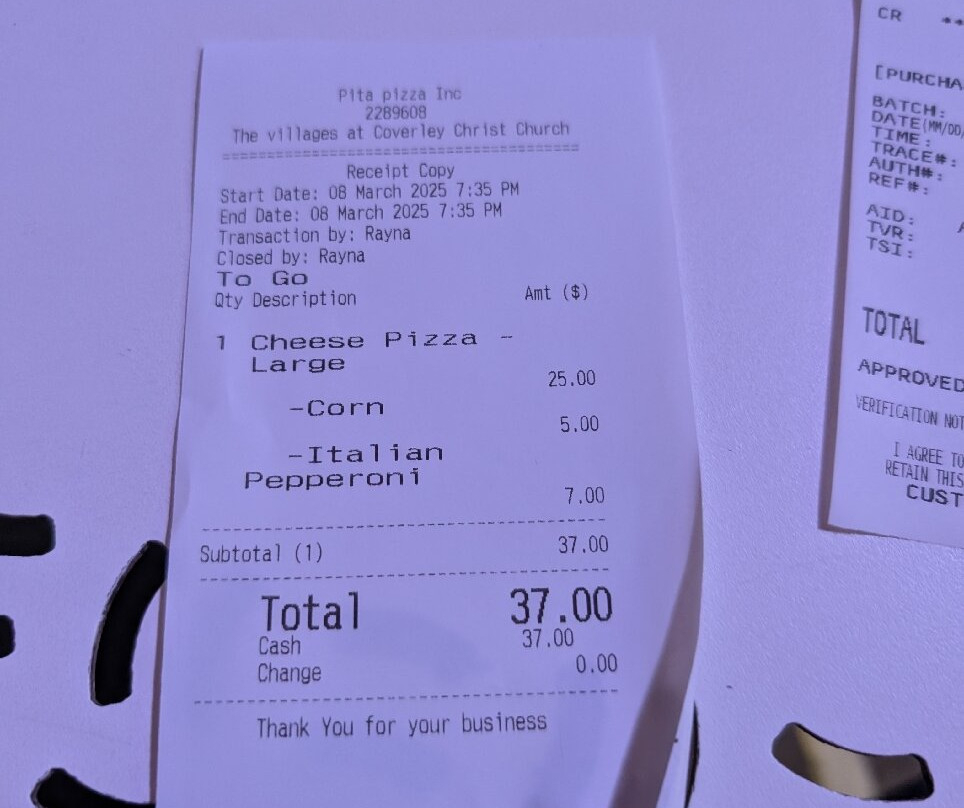 Pita pizza Inc
2289608
The villages at Coverley Christ Church
Receipt Copy
Start Date: 08 March 2025 7:35 PM
End Date: 08 March 2025 7:35 PM
Transaction by: Rayna
Closed by: Rayna
To Go
Qty Description Amt ($)
1 Cheese Pizza -
Large
25.00
-Corn
5.00
-Italian
Pepperoni
7.00
Subtotal (1) 37.00
Total 37.00
Cash 37.00
Change 0.00
Thank You for your business
CR **
[PURCHA
BATCH:
DATE(MM/DD/
TIME:
TRACE#:
AUTH#:
REF#:
AID: A
TVR:
TSI:
TOTAL
APPROVED
VERIFICATION NOT
I AGREE TO
RETAIN THIS
CUST